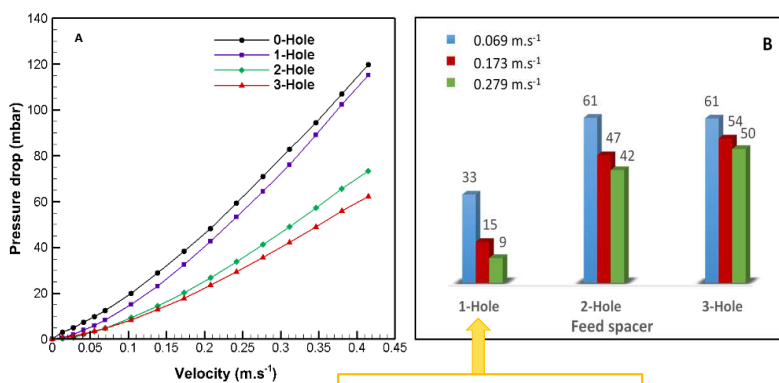 A
0-Hole
1-Hole
2-Hole
3-Hole
Pressure drop (mbar)
140
120
100
80
60
40
20
0
0 0.05 0.1 0.15 0.2 0.25 0.3 0.35 0.4 0.45
Velocity (m.s⁻¹)
B
0.069 m.s⁻¹
0.173 m.s⁻¹
0.279 m.s⁻¹
33 15 9
61 47 42
61 54 50
1-Hole 2-Hole 3-Hole
Feed spacer